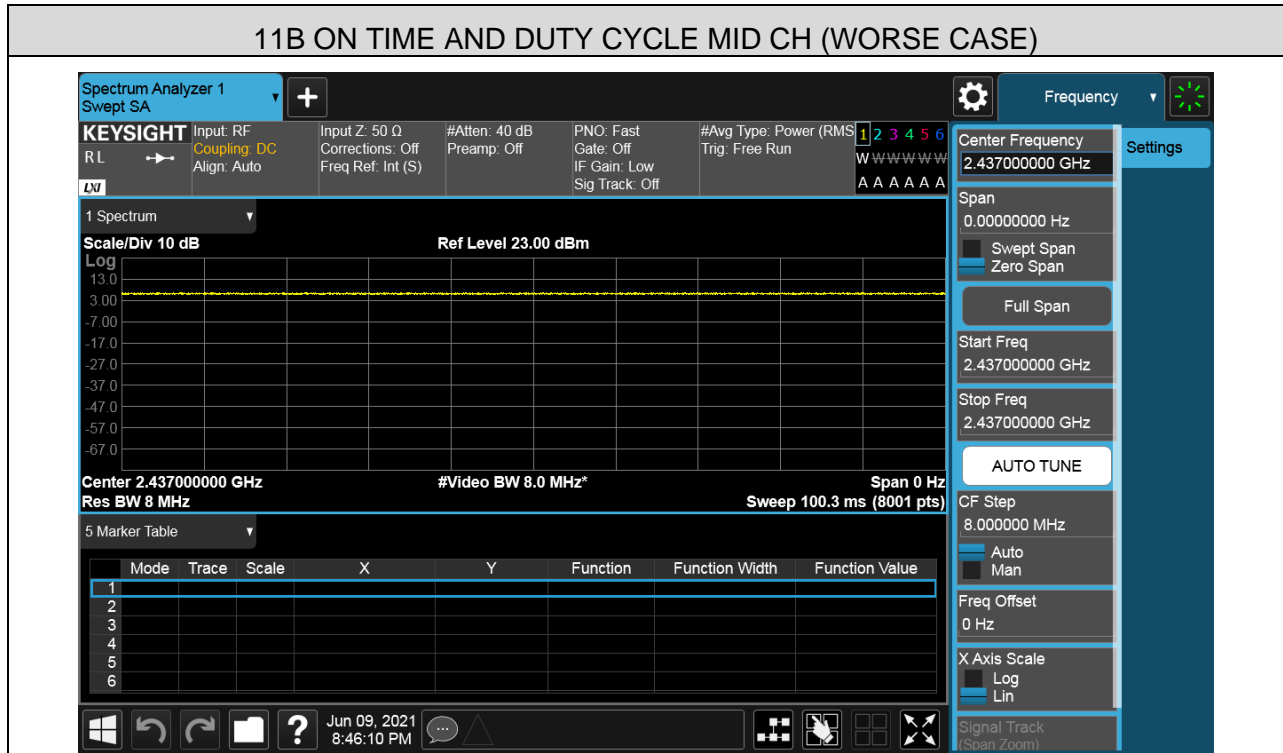 11B ON TIME AND DUTY CYCLE MID CH (WORSE CASE)
Spectrum Analyzer 1
Swept SA
Frequency
KEYSIGHT
RL
LXI
Input: RF
Coupling: DC
Align: Auto
Input Z: 50 Ω
Corrections: Off
Freq Ref: Int (S)
#Atten: 40 dB
Preamp: Off
PNO: Fast
Gate: Off
IF Gain: Low
Sig Track: Off
#Avg Type: Power (RMS
Trig: Free Run
1 2 3 4 5 6
W W W W W W
A A A A A A
1 Spectrum
Scale/Div 10 dB
Ref Level 23.00 dBm
Log
13.0
3.00
-7.00
-17.0
-27.0
-37.0
-47.0
-57.0
-67.0
Center 2.437000000 GHz
#Video BW 8.0 MHz*
Span 0 Hz
Res BW 8 MHz
Sweep 100.3 ms (8001 pts)
5 Marker Table
Mode Trace Scale X Y Function Function Width Function Value
1
2
3
4
5
6
Jun 09, 2021
8:46:10 PM
Center Frequency
2.437000000 GHz
Settings
Span
0.00000000 Hz
Swept Span
Zero Span
Full Span
Start Freq
2.437000000 GHz
Stop Freq
2.437000000 GHz
AUTO TUNE
CF Step
8.000000 MHz
Auto
Man
Freq Offset
0 Hz
X Axis Scale
Log
Lin
Signal Track
(Span Zoom)